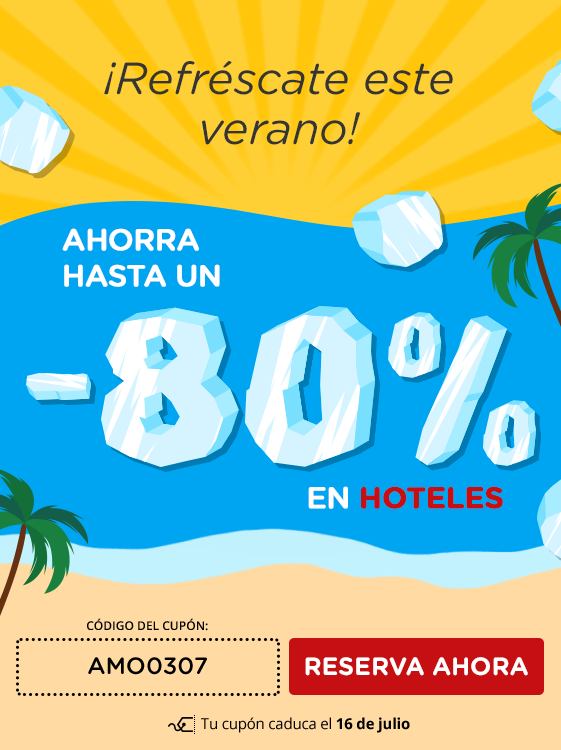 ¡Refréscate este
verano!
AHORRA
HASTA UN
-80%
EN HOTELES
CÓDIGO DEL CUPÓN:
AMO0307
RESERVA AHORA
Tu cupón caduca el 16 de julio